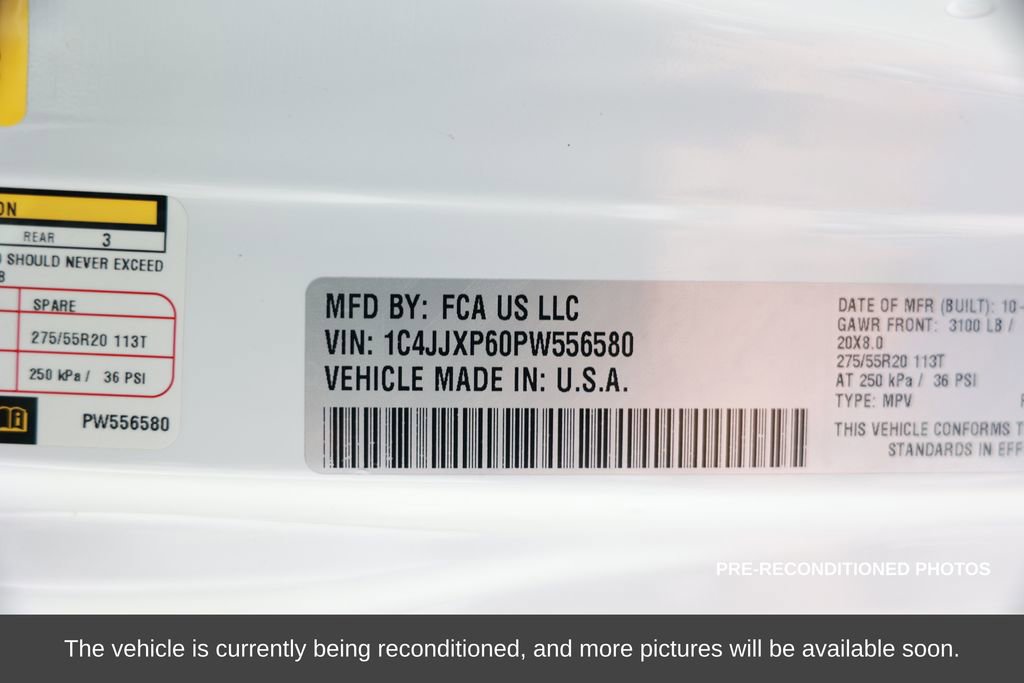 ON
REAR 3
SHOULD NEVER EXCEED
SPARE
275/55R20 113T
250 kPa / 36 PSI
PW556580
MFD BY: FCA US LLC
VIN: 1C4JJXP60PW556580
VEHICLE MADE IN: U.S.A.
DATE OF MFR (BUILT): 10-
GAWR FRONT: 3100 LB /
20X8.0
275/55R20 113T
AT 250 kPa / 36 PSI
TYPE: MPV
THIS VEHICLE CONFORMS T
STANDARDS IN EFF
PRE-RECONDITIONED PHOTOS
The vehicle is currently being reconditioned, and more pictures will be available soon.